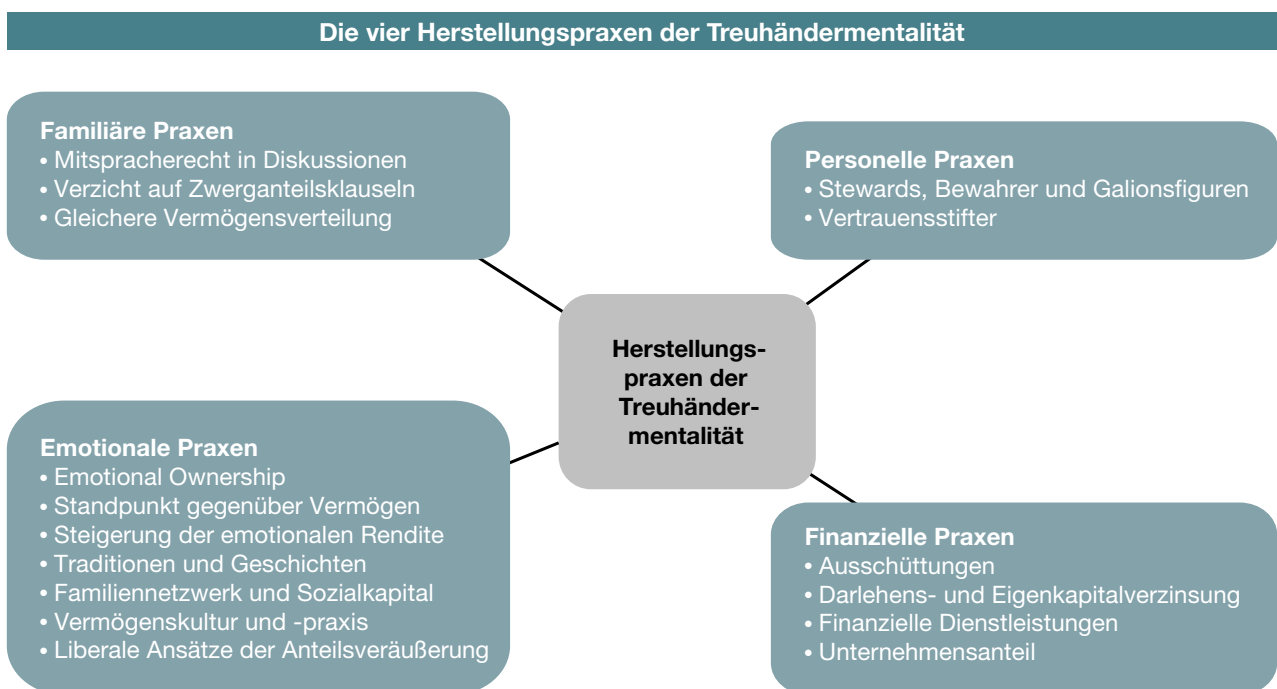 Die vier Herstellungspraxen der Treuhändermentalität
Familiäre Praxen
• Mitspracherecht in Diskussionen
• Verzicht auf Zwerganteilsklauseln
• Gleichere Vermögensverteilung
Personelle Praxen
• Stewards, Bewahrer und Galionsfiguren
• Vertrauensstifter
Herstellungs-
praxen der
Treuhänder-
mentalität
Emotionale Praxen
• Emotional Ownership
• Standpunkt gegenüber Vermögen
• Steigerung der emotionalen Rendite
• Traditionen und Geschichten
• Familiennetzwerk und Sozialkapital
• Vermögenskultur und -praxis
• Liberale Ansätze der Anteilsveräußerung
Finanzielle Praxen
• Ausschüttungen
• Darlehens- und Eigenkapitalverzinsung
• Finanzielle Dienstleistungen
• Unternehmensanteil